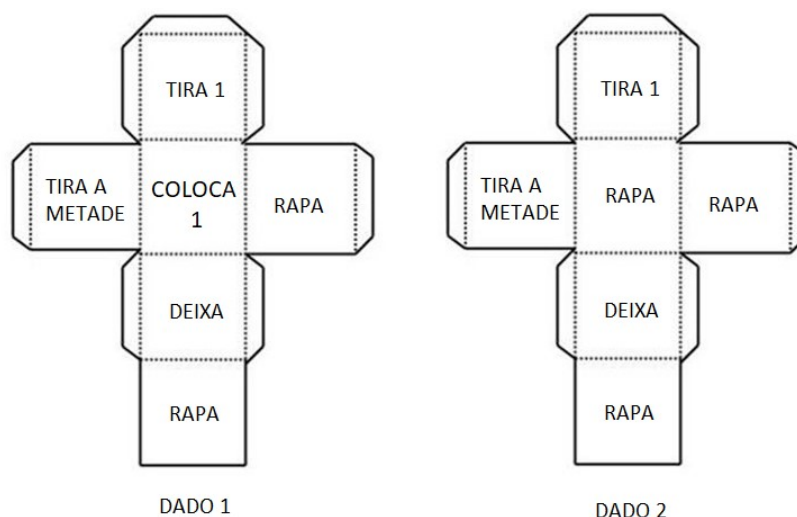 TIRA 1
TIRA A
METADE
COLOCA
1
RAPA
DEIXA
RAPA
DADO 1
TIRA 1
TIRA A
METADE
RAPA
RAPA
DEIXA
RAPA
DADO 2